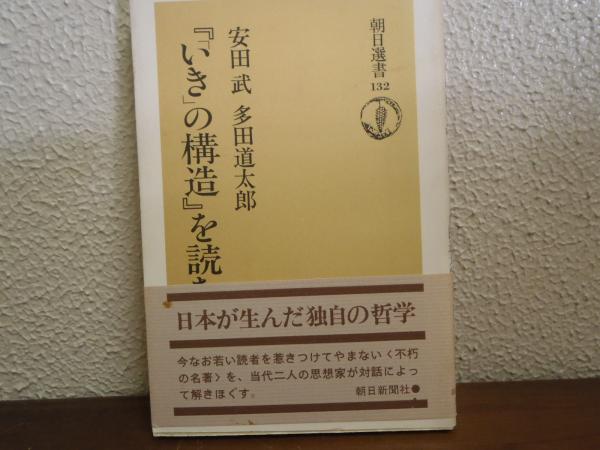 朝日選書
132
安田 武 多田道太郎
『「いき」の構造』を読
日本が生んだ独自の哲学
今なお若い読者を惹きつけてやまない〈不朽
の名著〉を、当代二人の思想家が対話によっ
て解きほぐす。
朝日新聞社●